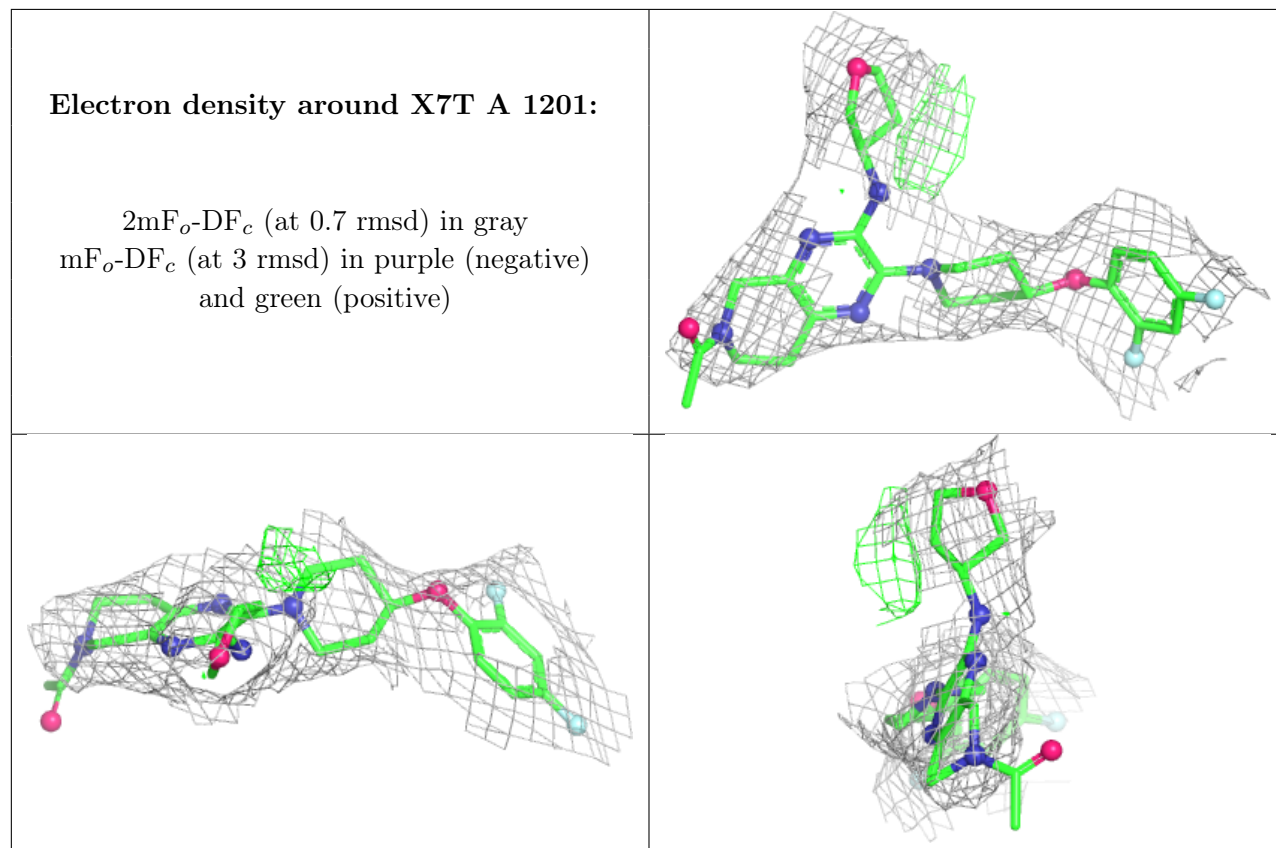 Electron density around X7T A 1201:
2mFo-DFc (at 0.7 rmsd) in gray
mFo-DFc (at 3 rmsd) in purple (negative)
and green (positive)